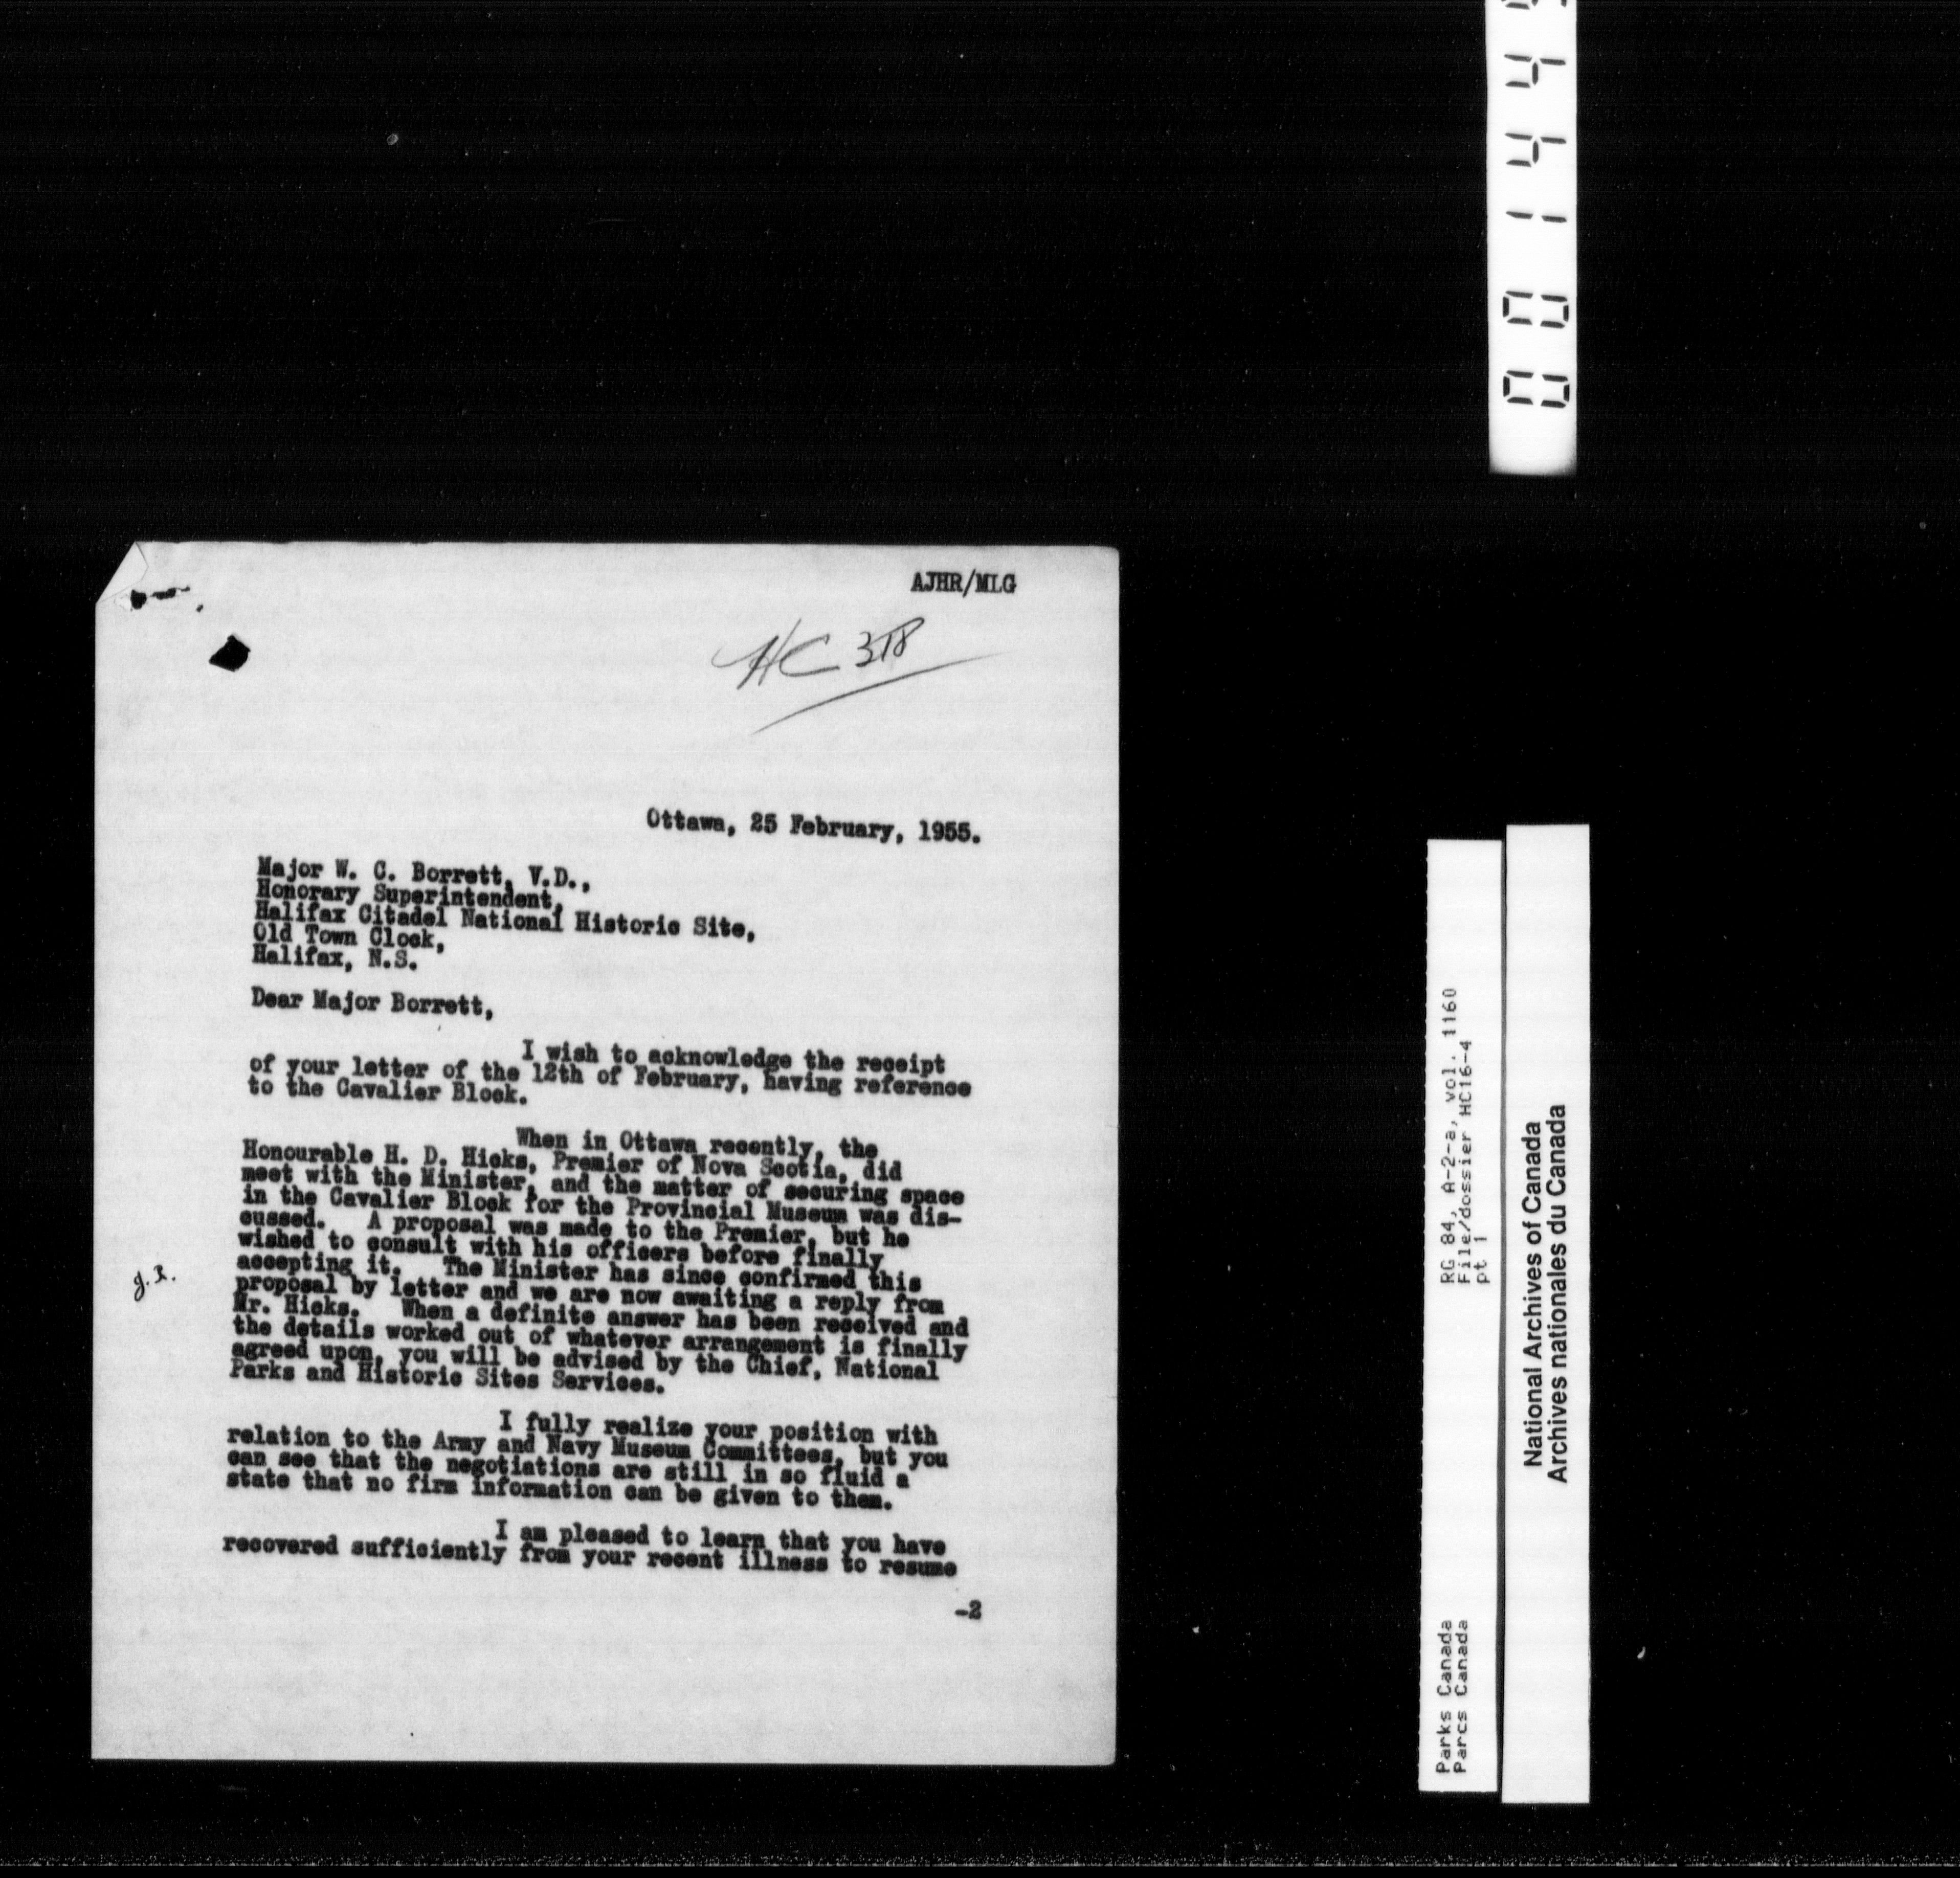 AJHR/MLG
HC 318
Ottawa, 25 February, 1955.
Major W. C. Borrett, V.D.,
Honorary Superintendent,
Halifax Citadel National Historic Site,
Old Town Clock,
Halifax, N.S.
Dear Major Borrett,
I wish to acknowledge the receipt
of your letter of the 12th of February, having reference
to the Cavalier Block.
When in Ottawa recently, the
Honourable H. D. Hicks, Premier of Nova Scotia, did
meet with the Minister, and the matter of securing space
in the Cavalier Block for the Provincial Museum was dis-
cussed. A proposal was made to the Premier, but he
wished to consult with his officers before finally
accepting it. The Minister has since confirmed this
proposal by letter and we are now awaiting a reply from
Mr. Hicks. When a definite answer has been received and
the details worked out of whatever arrangement is finally
agreed upon, you will be advised by the Chief, National
Parks and Historic Sites Services.
I fully realize your position with
relation to the Army and Navy Museum Committees, but you
can see that the negotiations are still in so fluid a
state that no firm information can be given to them.
I am pleased to learn that you have
recovered sufficiently from your recent illness to resume
-2
Parks Canada
Parcs Canada
RG 84, A-2-a, vol. 1160
File/dossier HC16-4
pt 1
National Archives of Canada
Archives nationales du Canada